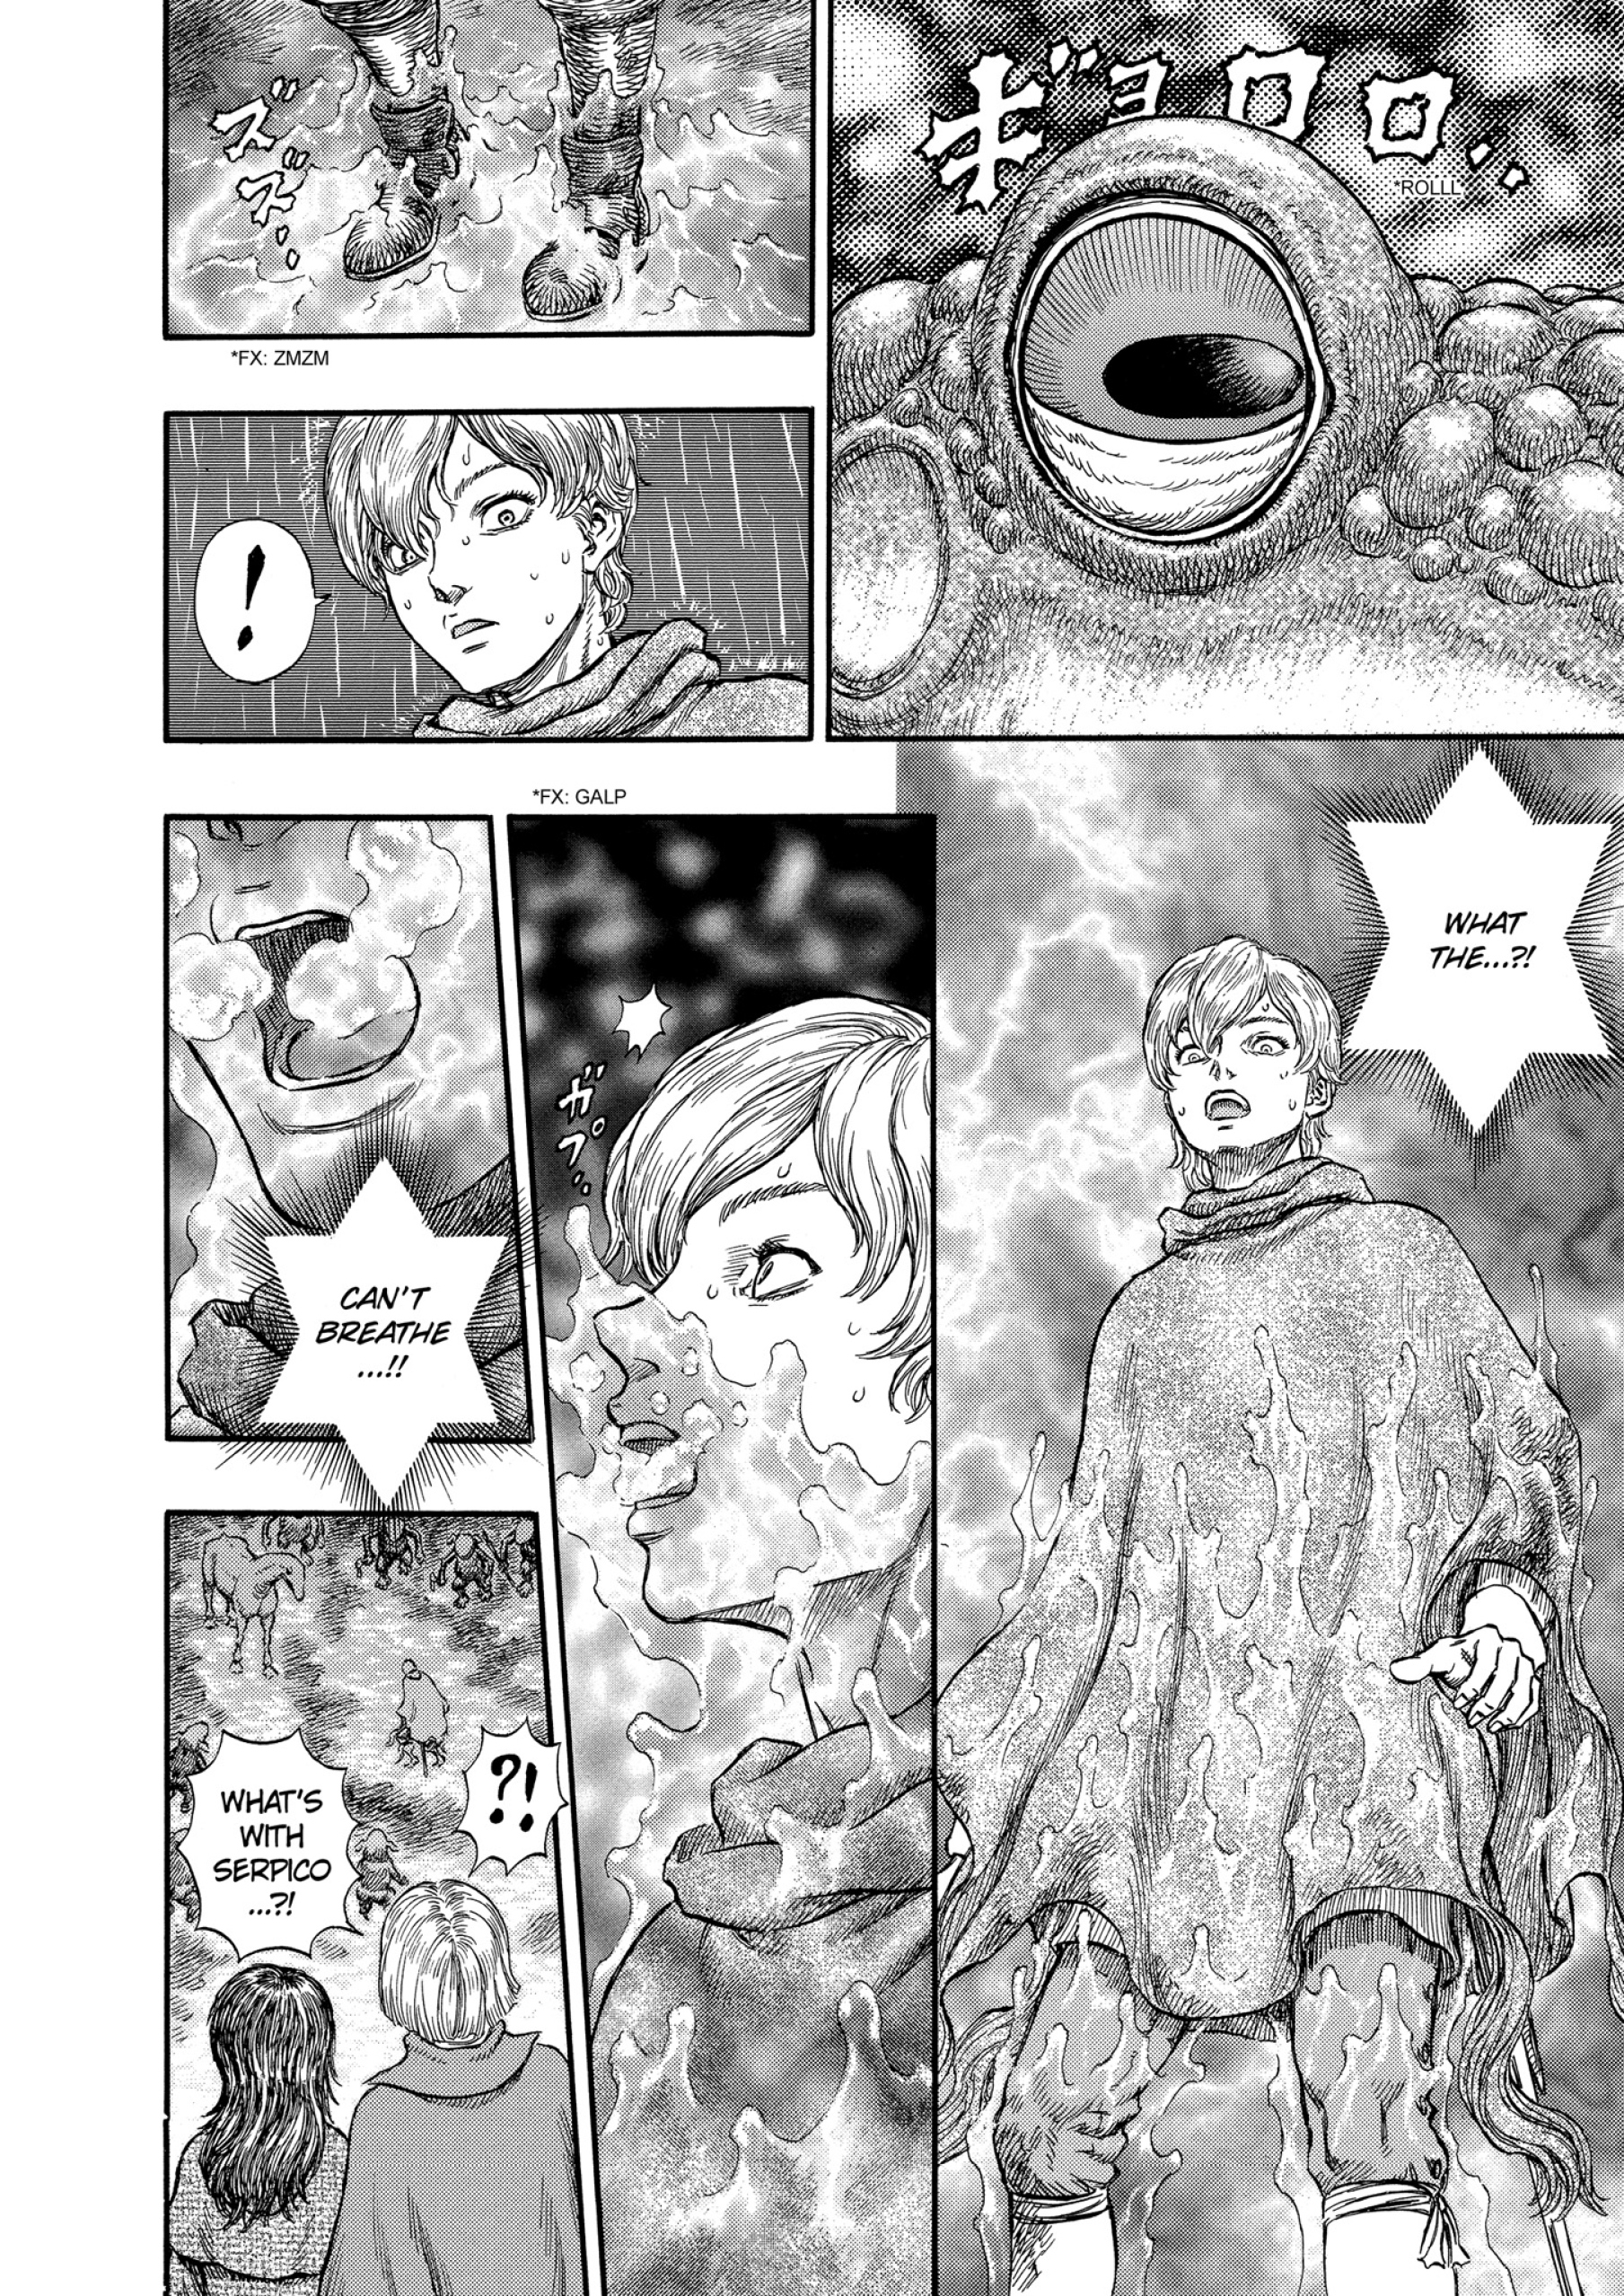 ギョロロ...
*ROLLL
ズズ...
*FX: ZMZM
!
WHAT
THE...?!
*FX: GALP
ガプ...
CAN'T
BREATHE
...!!
?!
WHAT'S
WITH
SERPICO
...?!